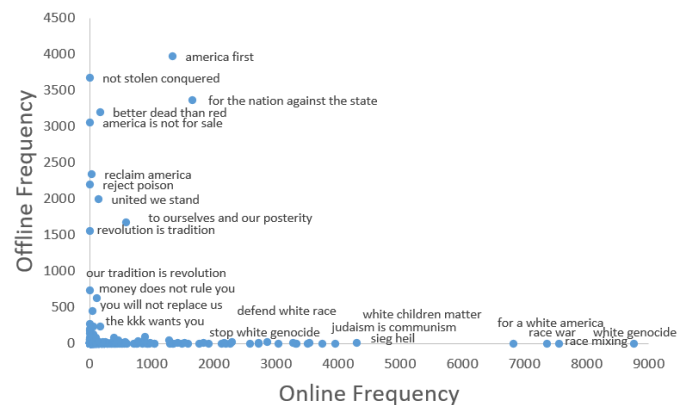 4500
4000
america first
not stolen conquered
3500
for the nation against the state
better dead than red
3000
america is not for sale
2500
reclaim america
reject poison
2000
united we stand
to ourselves and our posterity
1500
revolution is tradition
1000
our tradition is revolution
money does not rule you
500
you will not replace us
defend white race
white children matter
the kkk wants you
for a white america
stop white genocide
judaism is communism
race war
white genocide
sieg heil
race mixing
0
0 1000 2000 3000 4000 5000 6000 7000 8000 9000
Offline Frequency
Online Frequency